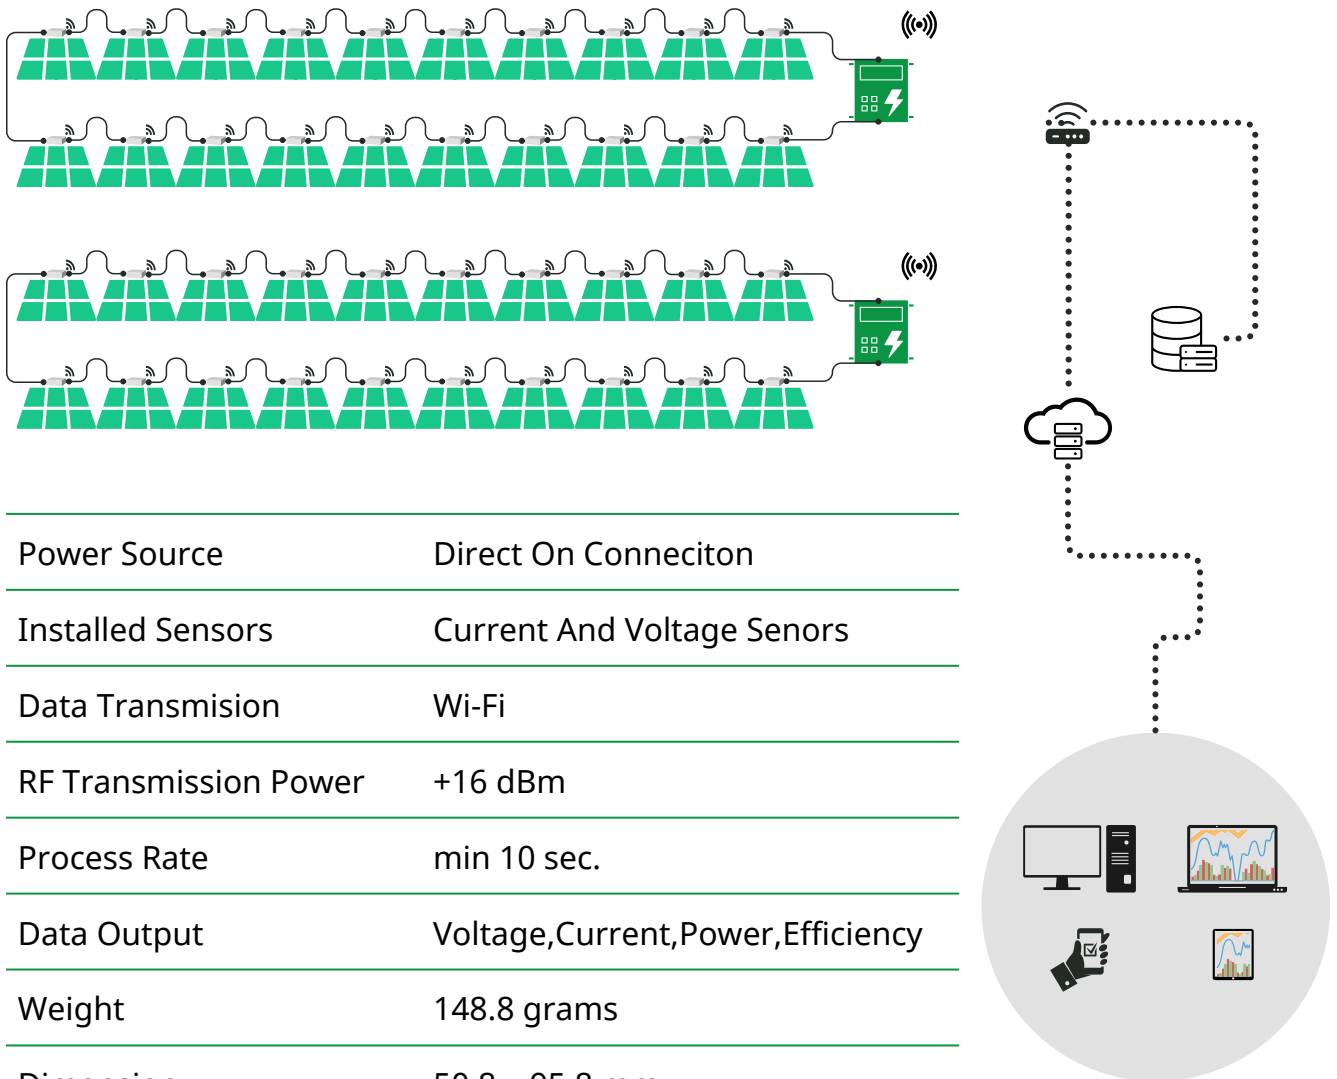 Power Source Direct On Conneciton
Installed Sensors Current And Voltage Senors
Data Transmision Wi-Fi
RF Transmission Power +16 dBm
Process Rate min 10 sec.
Data Output Voltage,Current,Power,Efficiency
Weight 148.8 grams